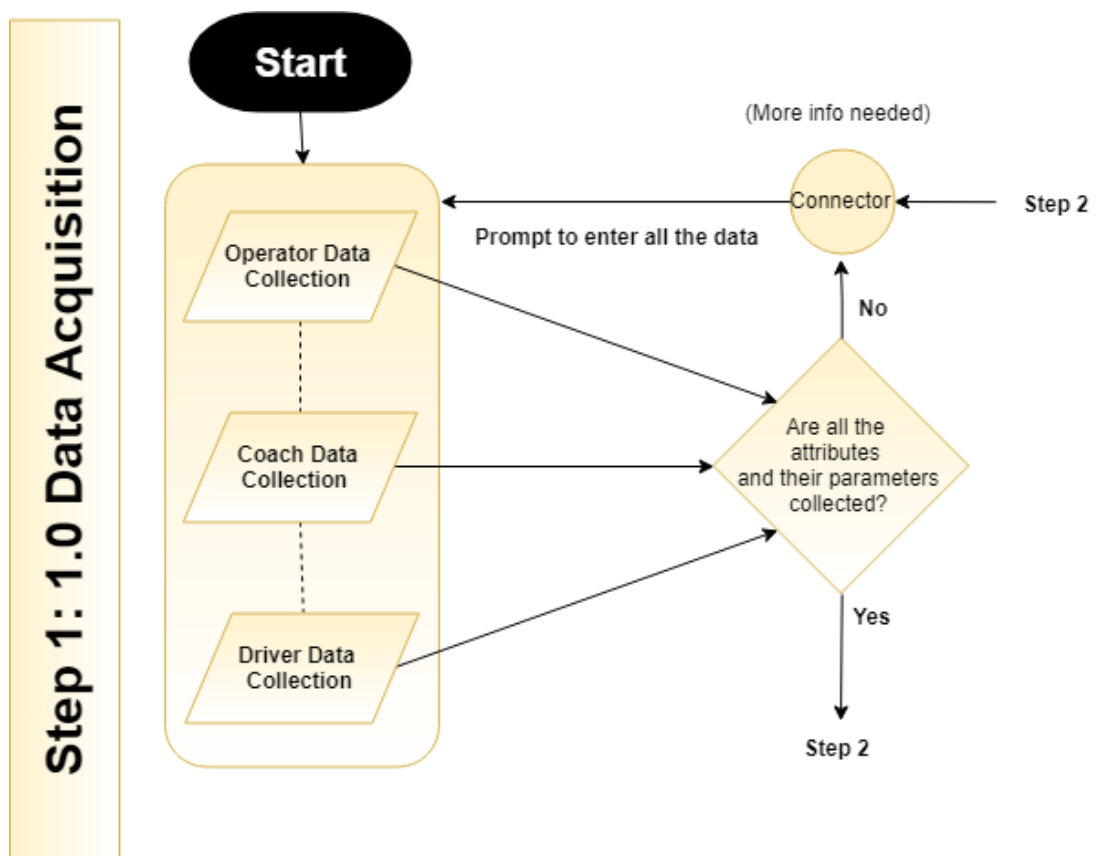 Step 1: 1.0 Data Acquisition
Start
(More info needed)
Connector
Step 2
Prompt to enter all the data
Operator Data
Collection
No
Coach Data
Collection
Are all the
attributes
and their parameters
collected?
Driver Data
Collection
Yes
Step 2